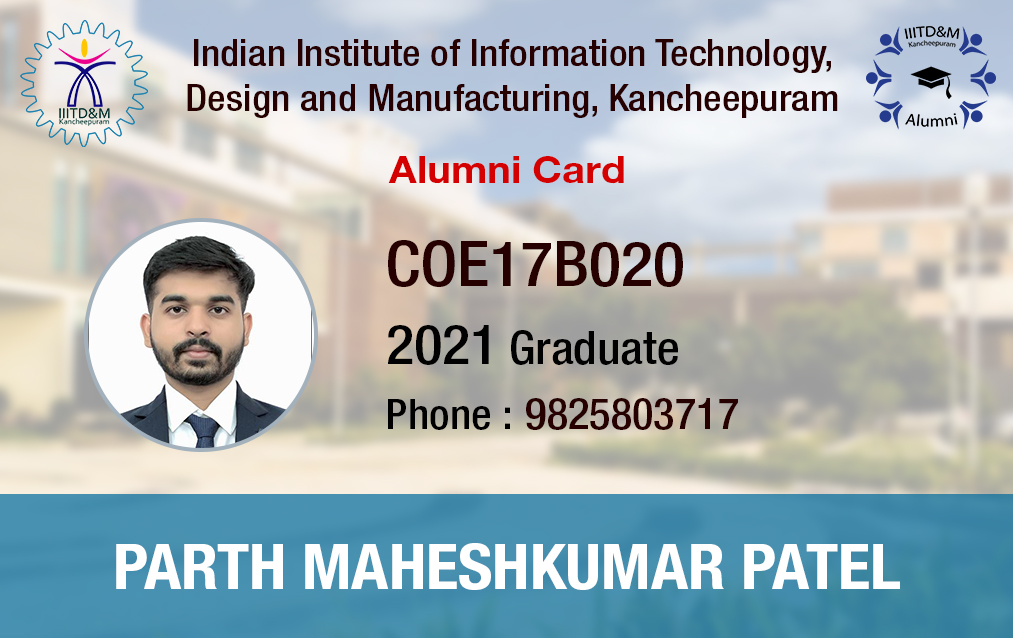 Indian Institute of Information Technology,
Design and Manufacturing, Kancheepuram
IIITD&M
Kancheepuram
IIITD&M
Kancheepuram
Alumni
Alumni Card
COE17B020
2021 Graduate
Phone : 9825803717
PARTH MAHESHKUMAR PATEL